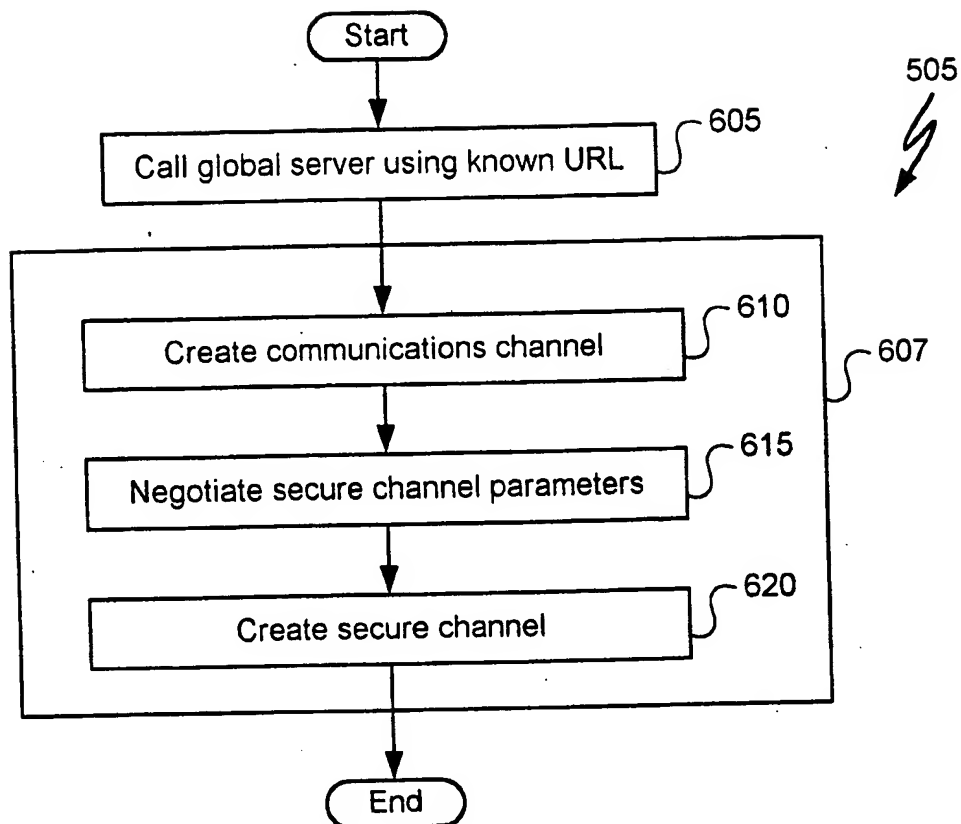 Start
505
Call global server using known URL
605
Create communications channel
610
607
Negotiate secure channel parameters
615
Create secure channel
620
End